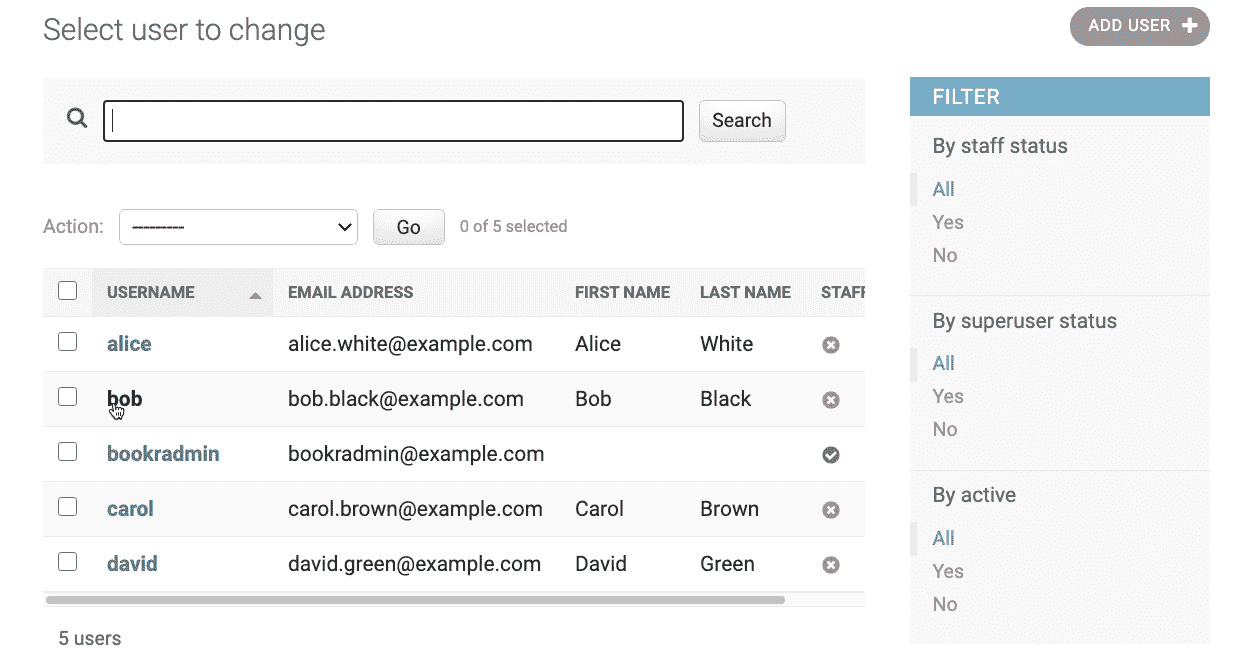 Select user to change
ADD USER
Search
Action: --------- Go 0 of 5 selected
USERNAME EMAIL ADDRESS FIRST NAME LAST NAME STAFF
alice alice.white@example.com Alice White
bob bob.black@example.com Bob Black
bookradmin bookradmin@example.com
carol carol.brown@example.com Carol Brown
david david.green@example.com David Green
5 users
FILTER
By staff status
All
Yes
No
By superuser status
All
Yes
No
By active
All
Yes
No